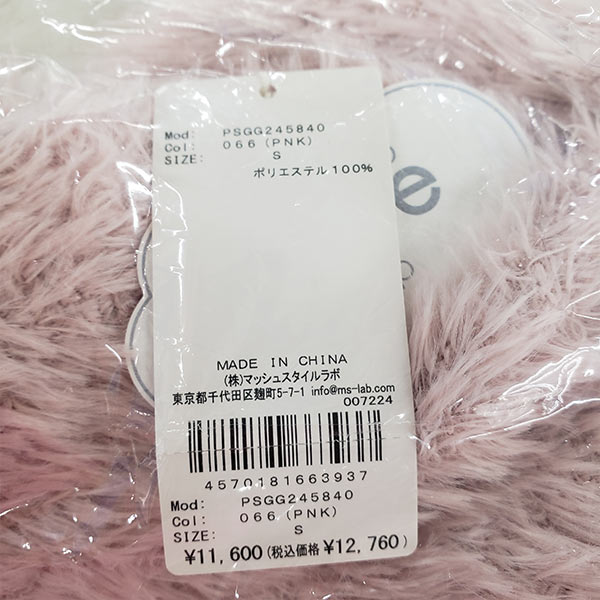 Mod: PSGG245840
Col: 066 (PNK)
SIZE: S
ポリエステル100%
e
MADE IN CHINA
(株)マッシュスタイルラボ
東京都千代田区麹町5-7-1 info@ms-lab.com
007224
4570181663937
Mod: PSGG245840
Col: 066 (PNK)
SIZE: S
¥11,600(税込価格 ¥12,760)